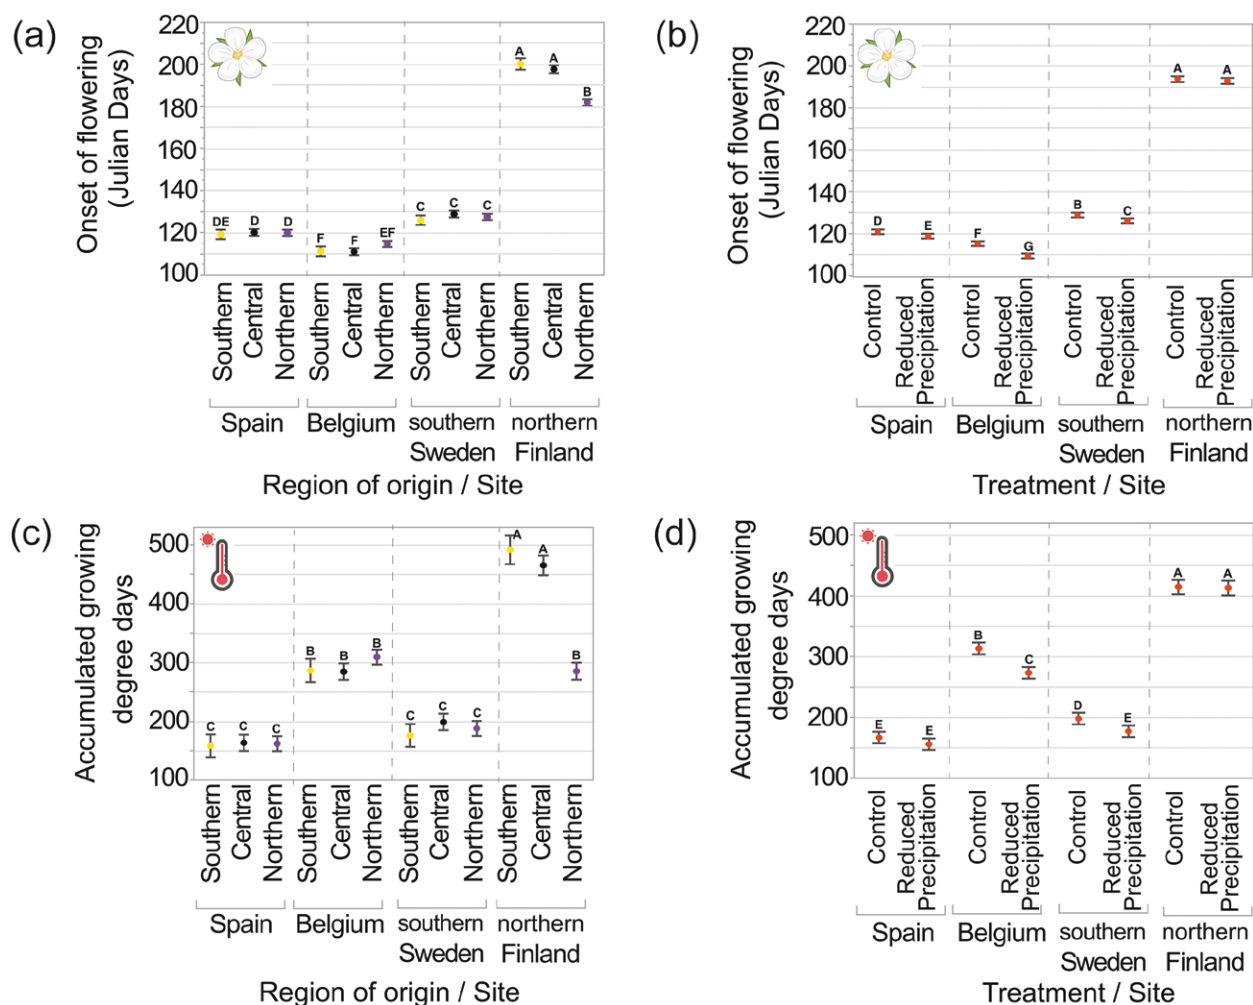 (a)
Onset of flowering
(Julian Days)
220
200
180
160
140
120
100
DE
D
D
F
F
EF
C
C
C
A
A
B
Southern
Central
Northern
Southern
Central
Northern
Southern
Central
Northern
Southern
Central
Northern
Spain
Belgium
southern
Sweden
northern
Finland
Region of origin / Site
(b)
Onset of flowering
(Julian Days)
220
200
180
160
140
120
100
D
E
F
G
B
C
A
A
Control
Reduced
Precipitation
Control
Reduced
Precipitation
Control
Reduced
Precipitation
Control
Reduced
Precipitation
Spain
Belgium
southern
Sweden
northern
Finland
Treatment / Site
(c)
Accumulated growing
degree days
500
400
300
200
100
C
C
C
B
B
B
C
C
C
A
A
B
Southern
Central
Northern
Southern
Central
Northern
Southern
Central
Northern
Southern
Central
Northern
Spain
Belgium
southern
Sweden
northern
Finland
Region of origin / Site
(d)
Accumulated growing
degree days
500
400
300
200
100
E
E
B
C
D
E
A
A
Control
Reduced
Precipitation
Control
Reduced
Precipitation
Control
Reduced
Precipitation
Control
Reduced
Precipitation
Spain
Belgium
southern
Sweden
northern
Finland
Treatment / Site